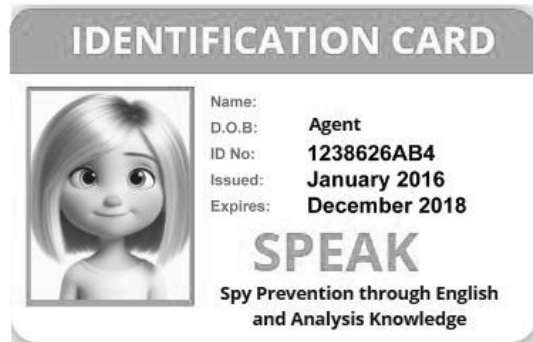 IDENTIFICATION CARD
Name:
D.O.B: Agent
ID No: 1238626AB4
Issued: January 2016
Expires: December 2018
SPEAK
Spy Prevention through English
and Analysis Knowledge